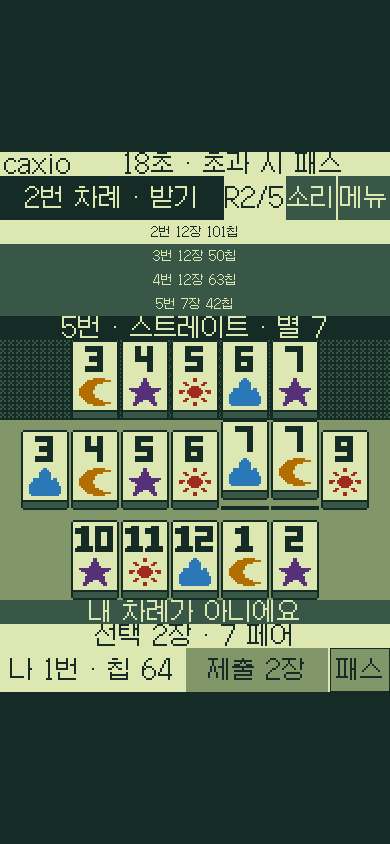 caxio 18초 · 초과 시 패스
2번 차례 · 받기 R2/5 소리 메뉴
2번 12장 101칩
3번 12장 50칩
4번 12장 63칩
5번 7장 42칩
5번 · 스트레이트 · 별 7
3 4 5 6 7
3 4 5 6 7 7 9
10 11 12 1 2
내 차례가 아니에요
선택 2장 · 7 페어
나 1번 · 칩 64 제출 2장 패스